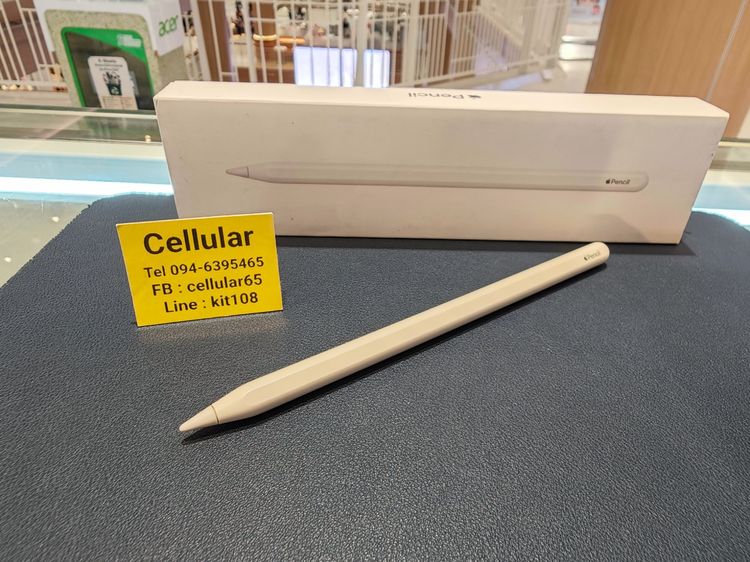 acer
Pencil
Pencil
Cellular
Tel 094-6395465
FB : cellular65
Line : kit108
Pencil